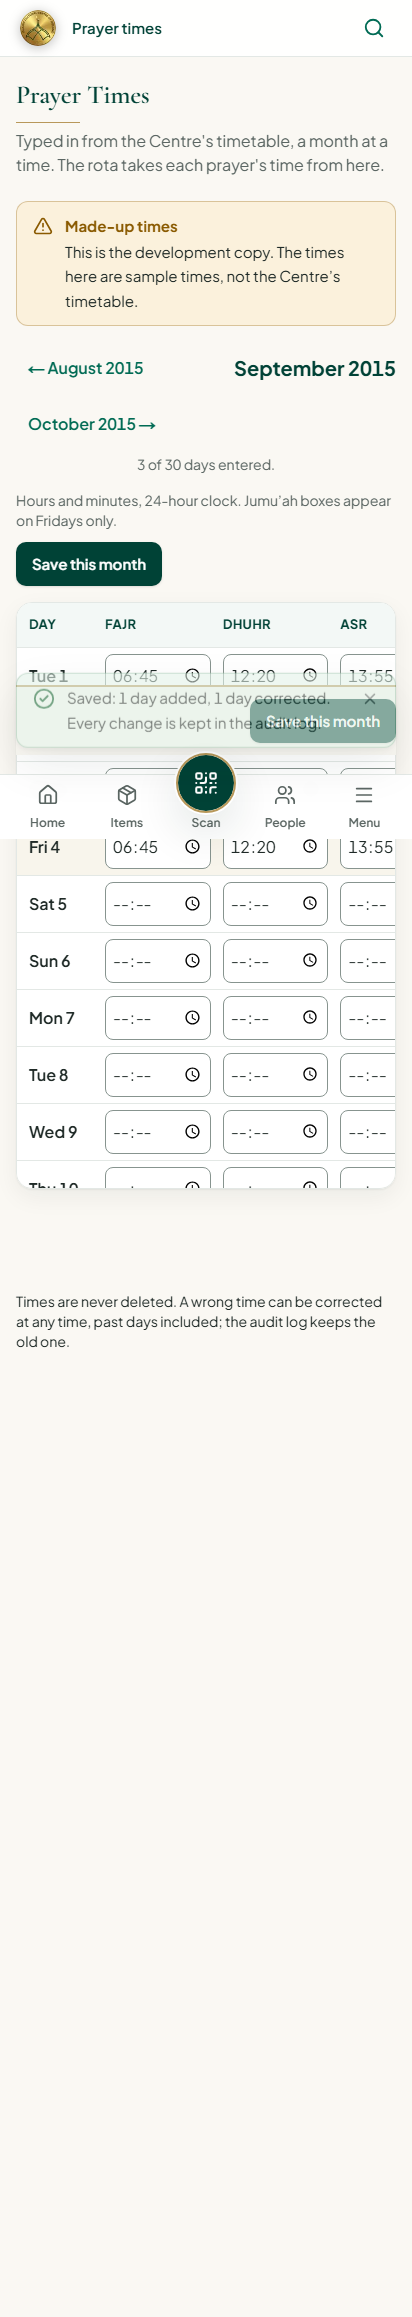 Prayer times
Prayer Times
Typed in from the Centre's timetable, a month at a
time. The rota takes each prayer's time from here.
Made-up times
This is the development copy. The times
here are sample times, not the Centre's
timetable.
← August 2015
September 2015
October 2015 →
3 of 30 days entered.
Hours and minutes, 24-hour clock. Jumu'ah boxes appear
on Fridays only.
Save this month
DAY FAJR DHUHR ASR
Tue 1 06:45 12:20 13:55
Saved: 1 day added, 1 day corrected.
Every change is kept in the audit log.
Save this month
Home Items Scan People Menu
Fri 4 06:45 12:20 13:55
Sat 5 --:-- --:-- --:--
Sun 6 --:-- --:-- --:--
Mon 7 --:-- --:-- --:--
Tue 8 --:-- --:-- --:--
Wed 9 --:-- --:-- --:--
Thu 10
Times are never deleted. A wrong time can be corrected
at any time, past days included; the audit log keeps the
old one.